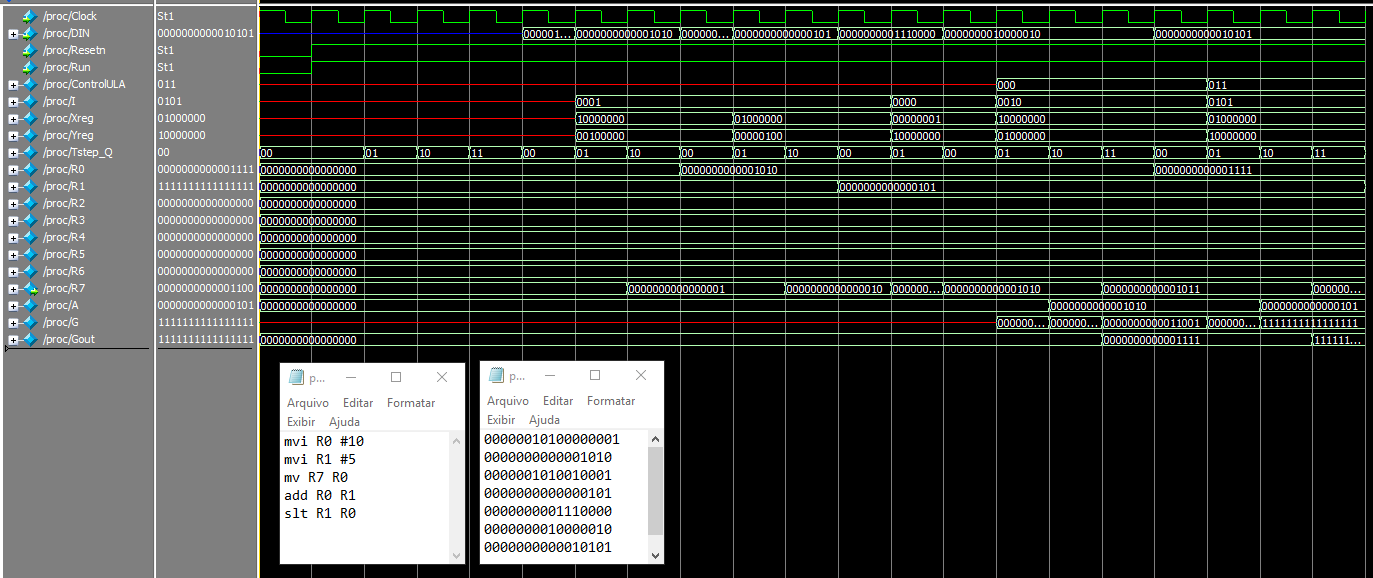 /proc/Clock St1
/proc/DIN 0000000000010101 000001... 0000000000001010 000000... 0000000000000101 0000000001110000 0000000010000010 0000000000010101
/proc/Resetn St1
/proc/Run St1
/proc/ControlULA 011 000 011
/proc/I 0101 0001 0000 0010 0101
/proc/Xreg 01000000 10000000 01000000 00000001 10000000 01000000
/proc/Yreg 10000000 00100000 00000100 10000000 01000000 10000000
/proc/Tstep_Q 00 00 01 10 11 00 01 10 00 01 10 00 01 00 01 10 11 00 01 10 11
/proc/R0 0000000000001111 0000000000000000 0000000000001010 0000000000001111
/proc/R1 1111111111111111 0000000000000000 0000000000000101
/proc/R2 0000000000000000 0000000000000000
/proc/R3 0000000000000000 0000000000000000
/proc/R4 0000000000000000 0000000000000000
/proc/R5 0000000000000000 0000000000000000
/proc/R6 0000000000000000 0000000000000000
/proc/R7 0000000000001100 0000000000000000 0000000000000001 0000000000000010 000000... 0000000000001010 0000000000001011 000000...
/proc/A 0000000000000101 0000000000000000 0000000000001010 0000000000000101
/proc/G 1111111111111111 000000... 000000... 0000000000011001 000000... 1111111111111111
/proc/Gout 1111111111111111 0000000000000000 0000000000001111 111111...
p...
Arquivo Editar Formatar
Exibir Ajuda
mvi R0 #10
mvi R1 #5
mv R7 R0
add R0 R1
slt R1 R0
p...
Arquivo Editar Formatar
Exibir Ajuda
00000010100000001
0000000000001010
0000001010010001
0000000000000101
0000000001110000
0000000010000010
0000000000010101